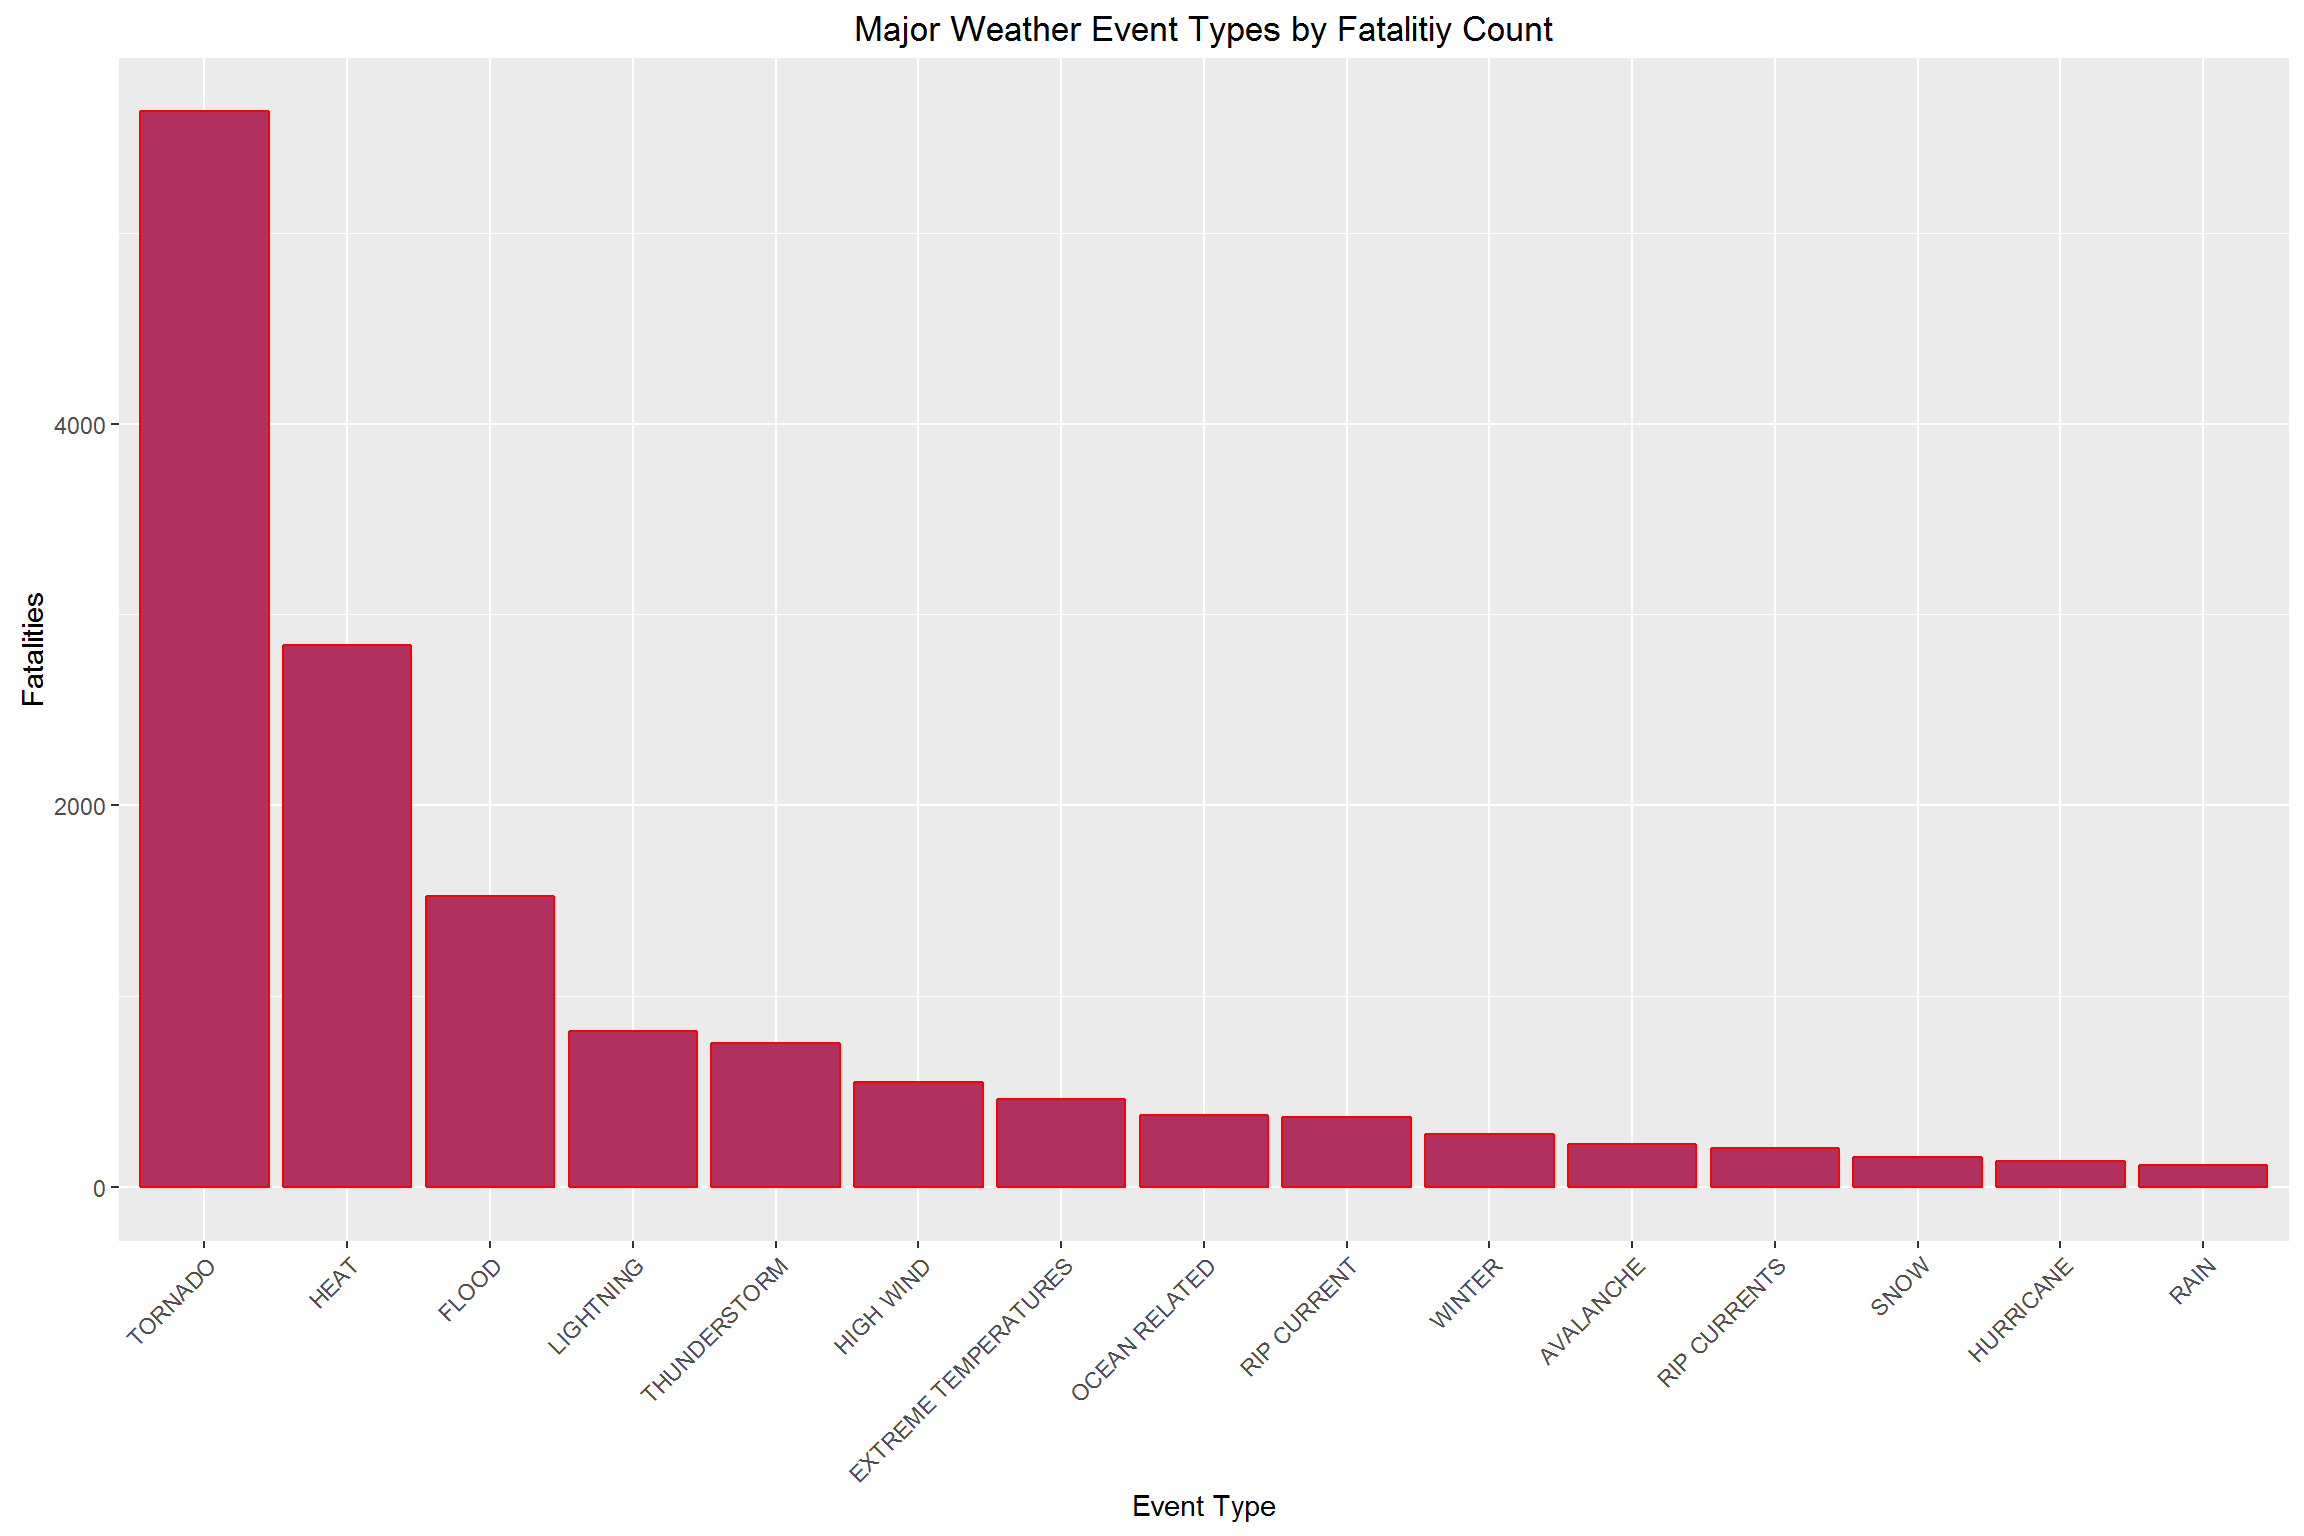 Major Weather Event Types by Fatalitiy Count
Fatalities
4000
2000
0
TORNADO
HEAT
FLOOD
LIGHTNING
THUNDERSTORM
HIGH WIND
EXTREME TEMPERATURES
OCEAN RELATED
RIP CURRENT
WINTER
AVALANCHE
RIP CURRENTS
SNOW
HURRICANE
RAIN
Event Type